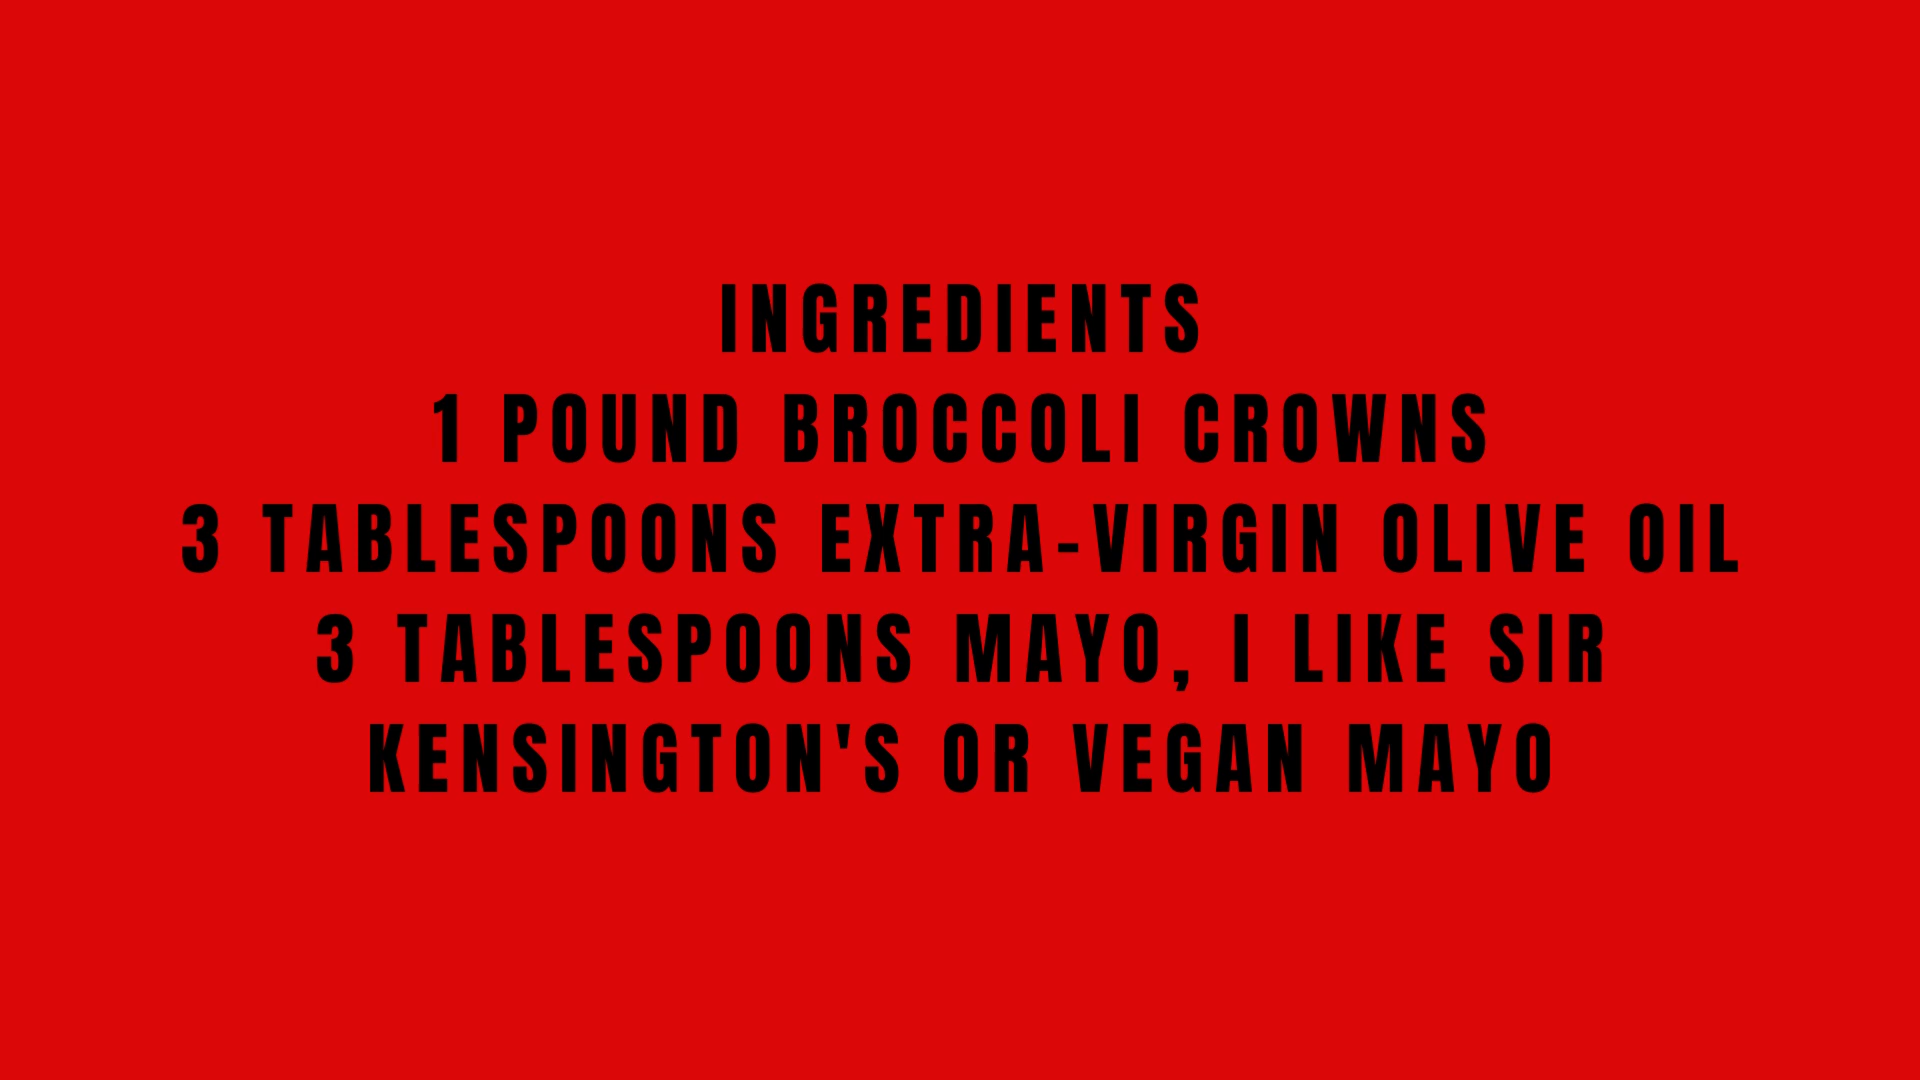 INGREDIENTS
1 POUND BROCCOLI CROWNS
3 TABLESPOONS EXTRA-VIRGIN OLIVE OIL
3 TABLESPOONS MAYO, I LIKE SIR
KENSINGTON'S OR VEGAN MAYO